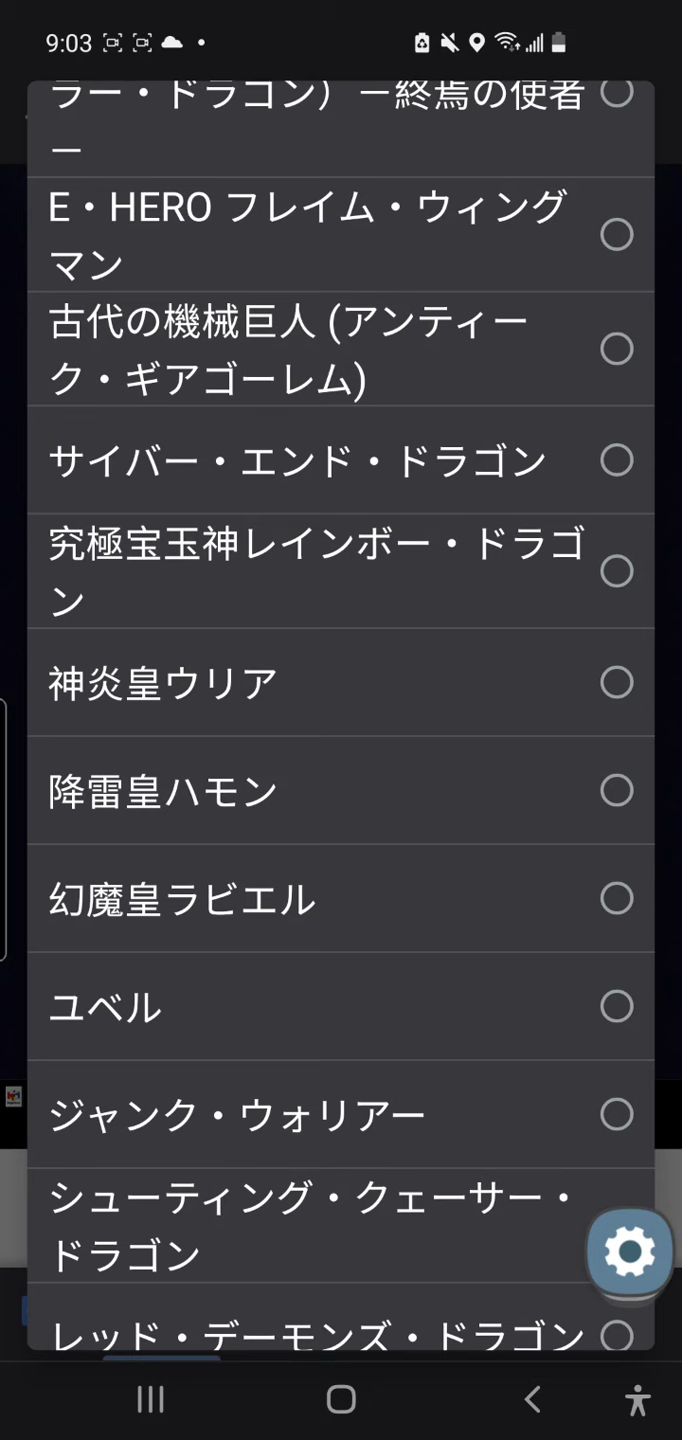 9:03
ラー・ドラゴン）－終焉の使者
－
E・HERO フレイム・ウィング
マン
古代の機械巨人 (アンティー
ク・ギアゴーレム)
サイバー・エンド・ドラゴン
究極宝玉神レインボー・ドラゴ
ン
神炎皇ウリア
降雷皇ハモン
幻魔皇ラビエル
ユベル
ジャンク・ウォリアー
シューティング・クェーサー・
ドラゴン
レッド・デーモンズ・ドラゴン